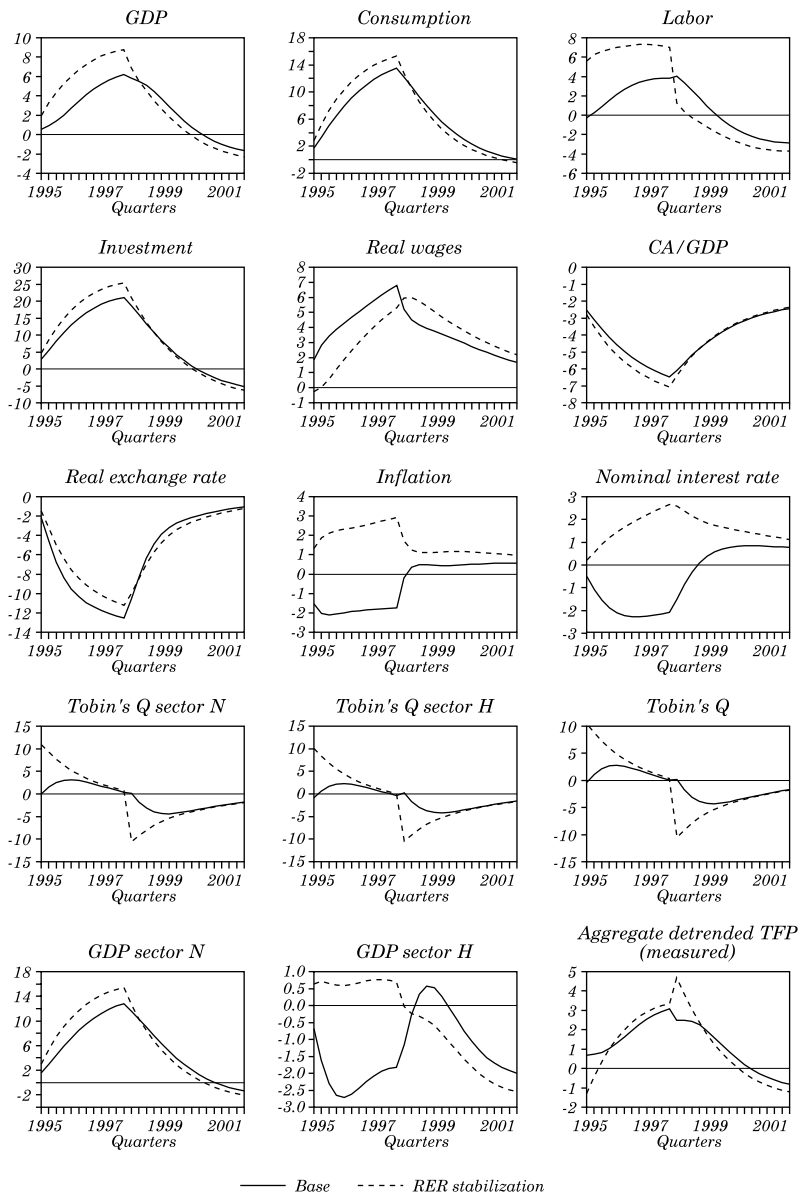 GDP Consumption Labor
10 18 8
8 14 6
6 10 4
4 6 2
2 2 0
0 -2 -2
-2 -4
-4 -6
1995 1997 1999 2001 1995 1997 1999 2001 1995 1997 1999 2001
Quarters Quarters Quarters
Investment Real wages CA/GDP
30 8 0
25 7 -1
20 6 -2
15 5 -3
10 4 -4
5 3 -5
0 2 -6
-5 1 -7
-10 0 -8
-1
1995 1997 1999 2001 1995 1997 1999 2001 1995 1997 1999 2001
Quarters Quarters Quarters
Real exchange rate Inflation Nominal interest rate
0 4 3
-2 3 2
-4 2 1
-6 1 0
-8 0 -1
-10 -1 -2
-12 -2 -3
-14 -3
1995 1997 1999 2001 1995 1997 1999 2001 1995 1997 1999 2001
Quarters Quarters Quarters
Tobin's Q sector N Tobin's Q sector H Tobin's Q
15 15 10
10 10 5
5 5 0
0 0 -5
-5 -5 -10
-10 -10 -15
-15 -15
1995 1997 1999 2001 1995 1997 1999 2001 1995 1997 1999 2001
Quarters Quarters Quarters
GDP sector N GDP sector H Aggregate detrended TFP
(measured)
18 1.0 5
14 0.5 4
10 0.0 3
6 -0.5 2
2 -1.0 1
-2 -1.5 0
-2.0 -1
-2.5 -2
-3.0
1995 1997 1999 2001 1995 1997 1999 2001 1995 1997 1999 2001
Quarters Quarters Quarters
Base RER stabilization